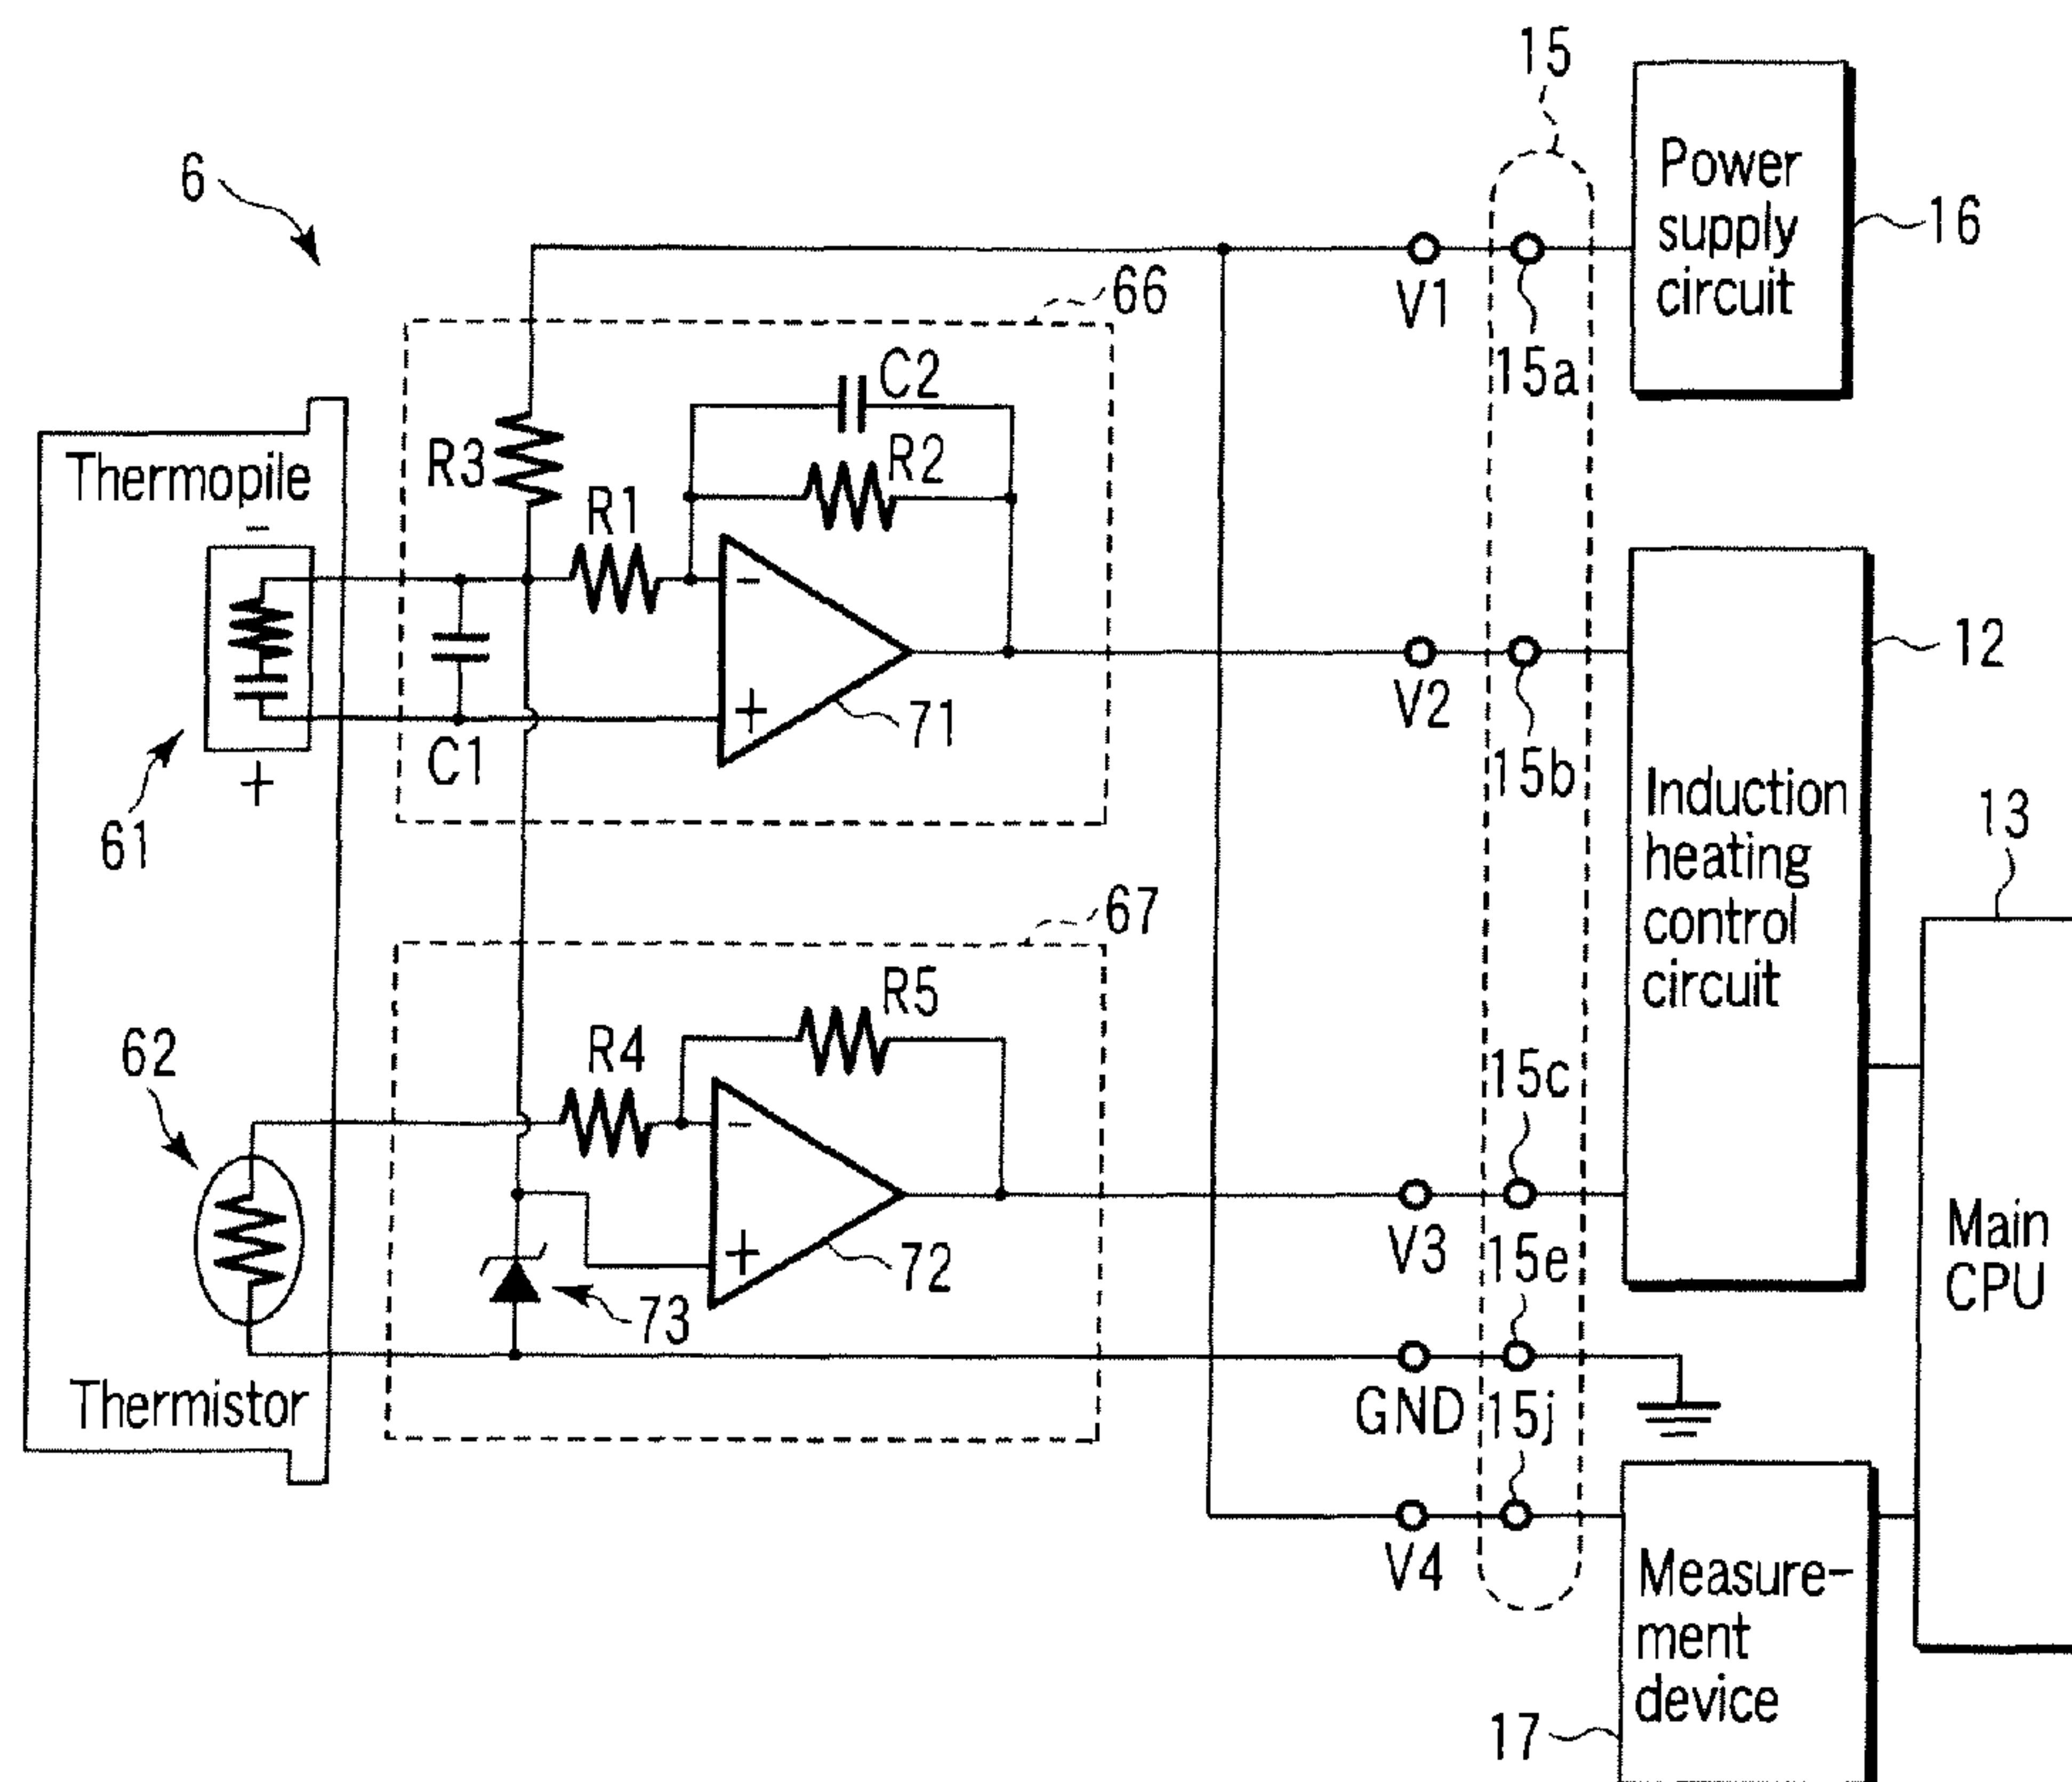 15
Power
supply
circuit
16
6
V1
15a
66
C2
R3
R2
R1
Thermopile
-
-
+
71
C1
+
61
V2
15b
12
Induction
heating
control
circuit
13
67
R5
R4
62
-
+
72
73
15c
V3
15e
Main
CPU
GND
15j
Thermistor
V4
Measure-
ment
device
17